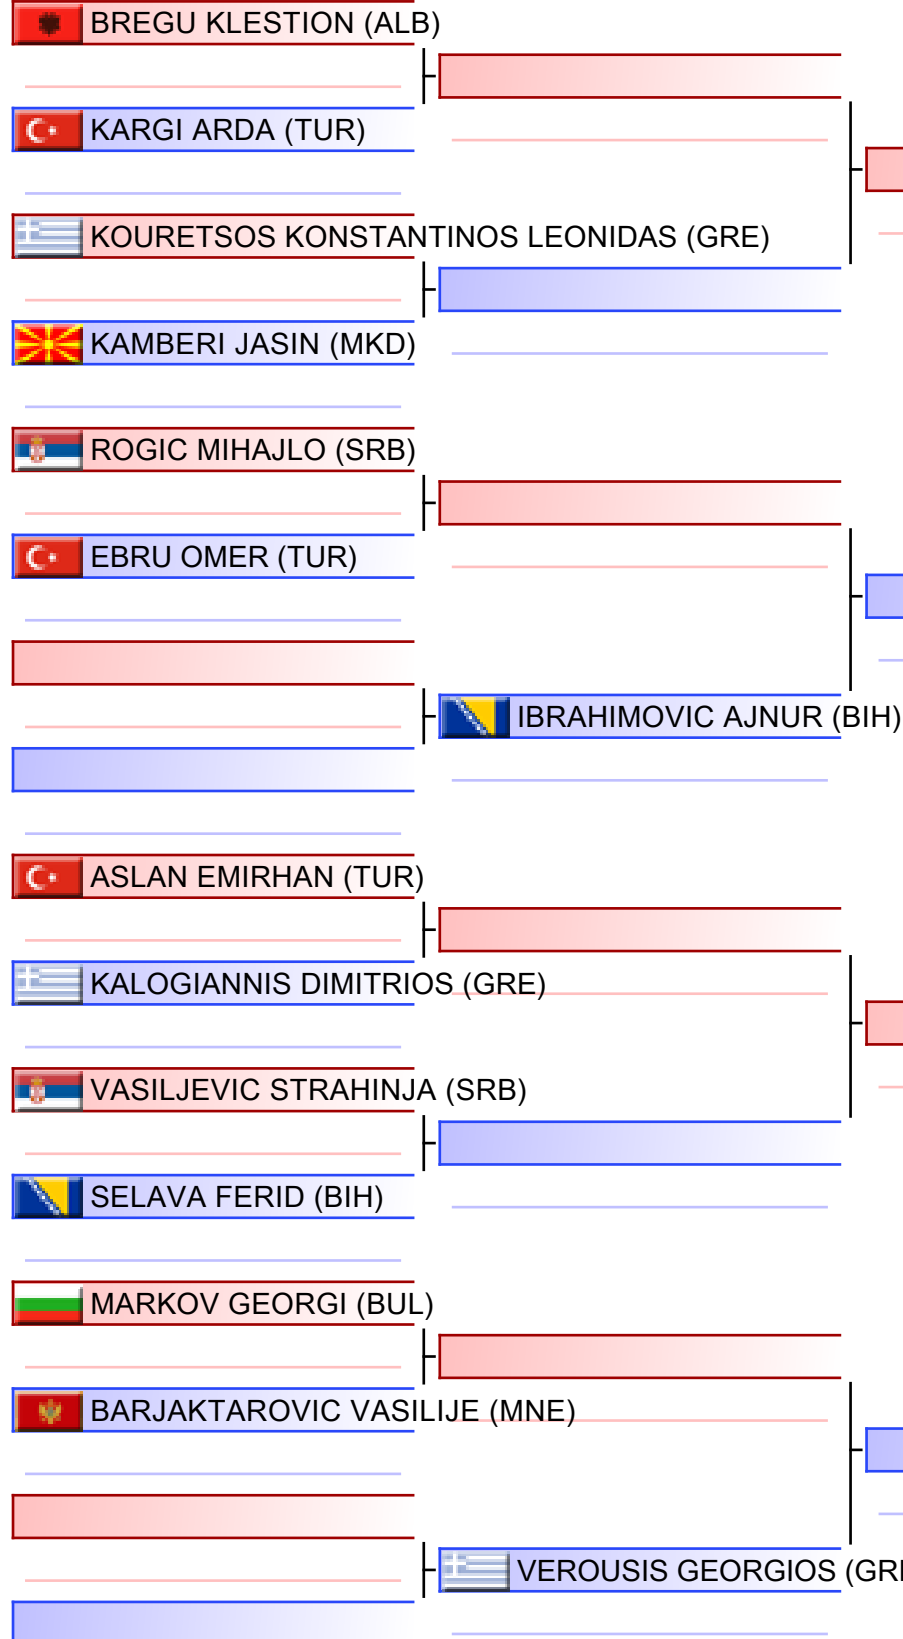 BREGU KLESTION (ALB)
KARGI ARDA (TUR)
KOURETSOS KONSTANTINOS LEONIDAS (GRE)
KAMBERI JASIN (MKD)
ROGIC MIHAJLO (SRB)
EBRU OMER (TUR)
IBRAHIMOVIC AJNUR (BIH)
ASLAN EMIRHAN (TUR)
KALOGIANNIS DIMITRIOS (GRE)
VASILJEVIC STRAHINJA (SRB)
SELAVA FERID (BIH)
MARKOV GEORGI (BUL)
BARJAKTAROVIC VASILIJE (MNE)
VEROUSIS GEORGIOS (GR